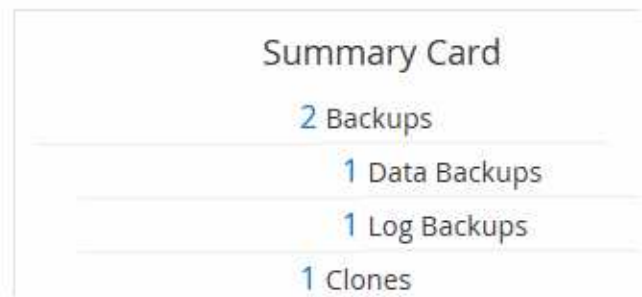 Summary Card
2 Backups
1 Data Backups
1 Log Backups
1 Clones